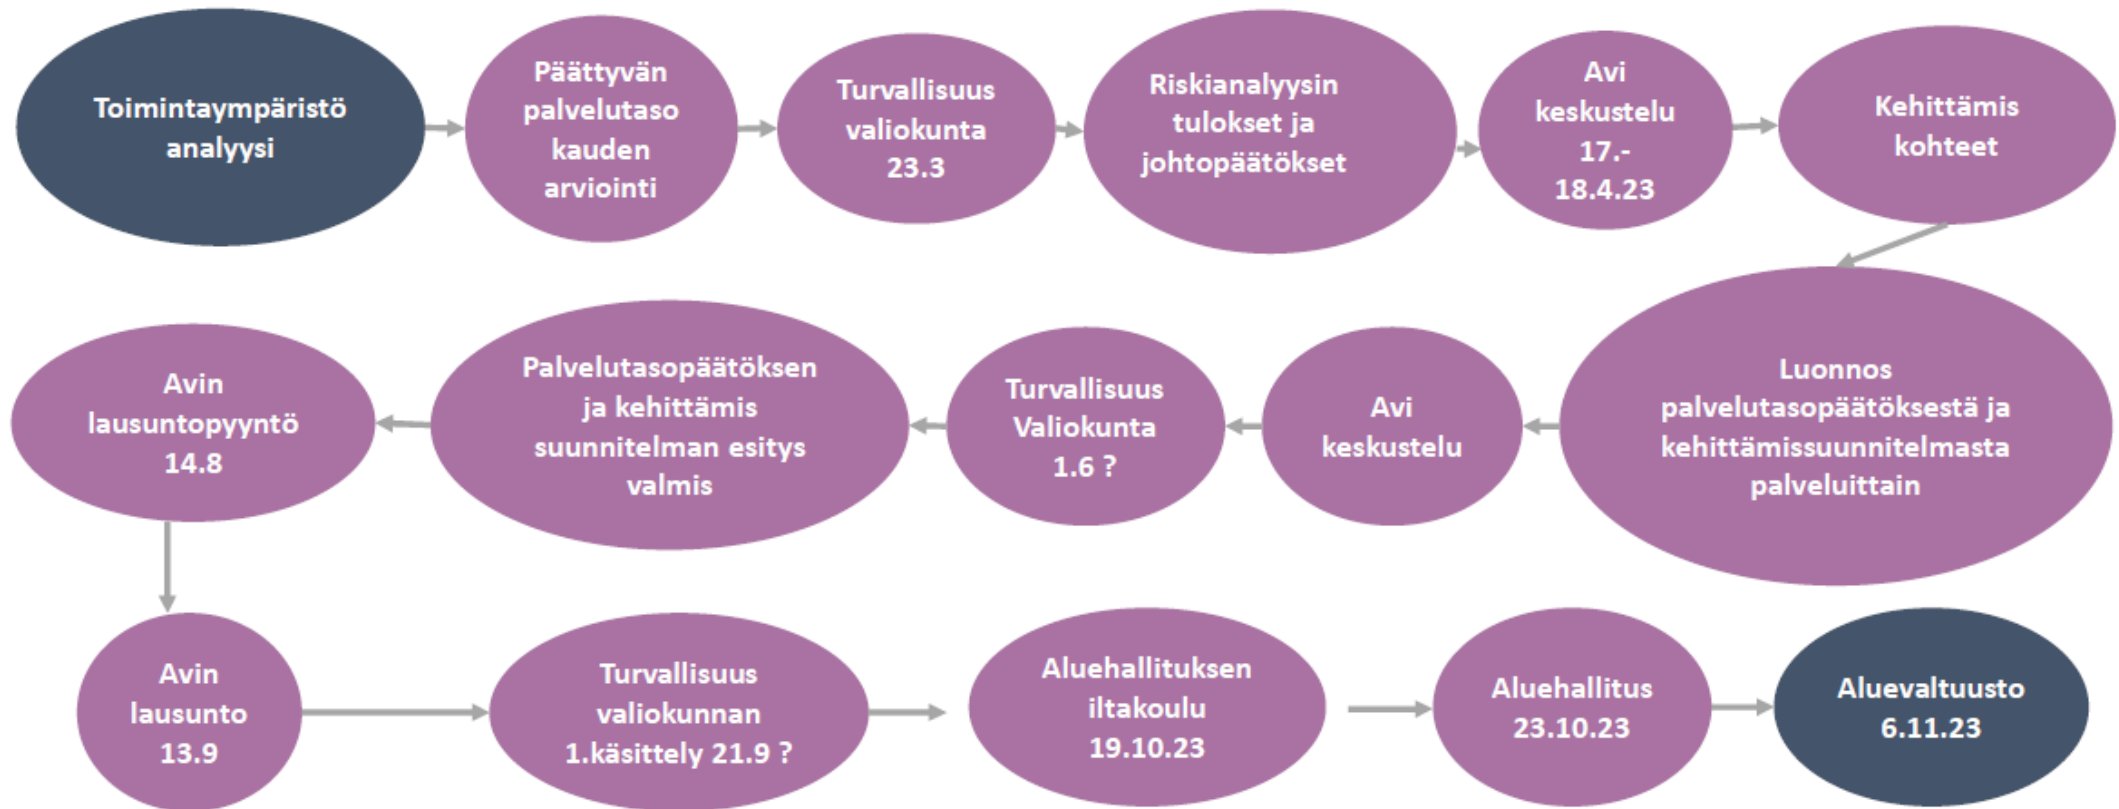 Toimintaympäristö
analyysi
Päättyvän
palvelutaso
kauden
arviointi
Turvallisuus
valiokunta
23.3
Riskianalyysin
tulokset ja
johtopäätökset
Avi
keskustelu
17.-
18.4.23
Kehittämis
kohteet
Luonnos
palvelutasopäätöksestä ja
kehittämissuunnitelmasta
palveluittain
Avi
keskustelu
Turvallisuus
Valiokunta
1.6 ?
Palvelutasopäätöksen
ja kehittämis
suunnitelman esitys
valmis
Avin
lausuntopyyntö
14.8
Avin
lausunto
13.9
Turvallisuus
valiokunnan
1.käsittely 21.9 ?
Aluehallituksen
iltakoulu
19.10.23
Aluehallitus
23.10.23
Aluevaltuusto
6.11.23